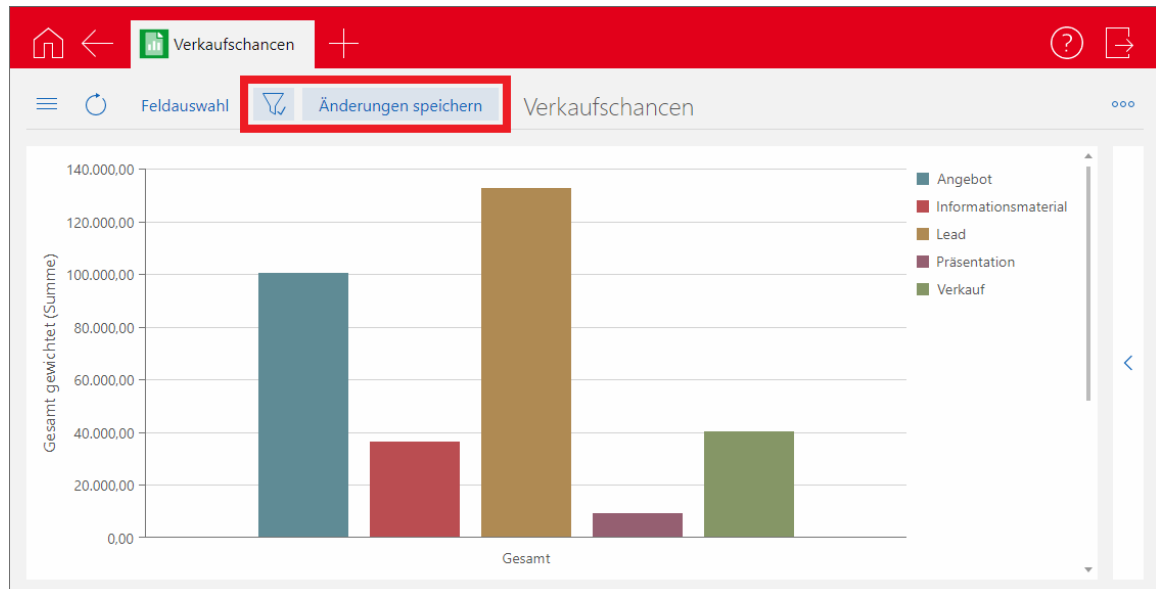 Verkaufschancen
?
Feldauswahl
Änderungen speichern
Verkaufschancen
140.000,00
120.000,00
100.000,00
80.000,00
60.000,00
40.000,00
20.000,00
0,00
Gesamt gewichtet (Summe)
Gesamt
Angebot
Informationsmaterial
Lead
Präsentation
Verkauf